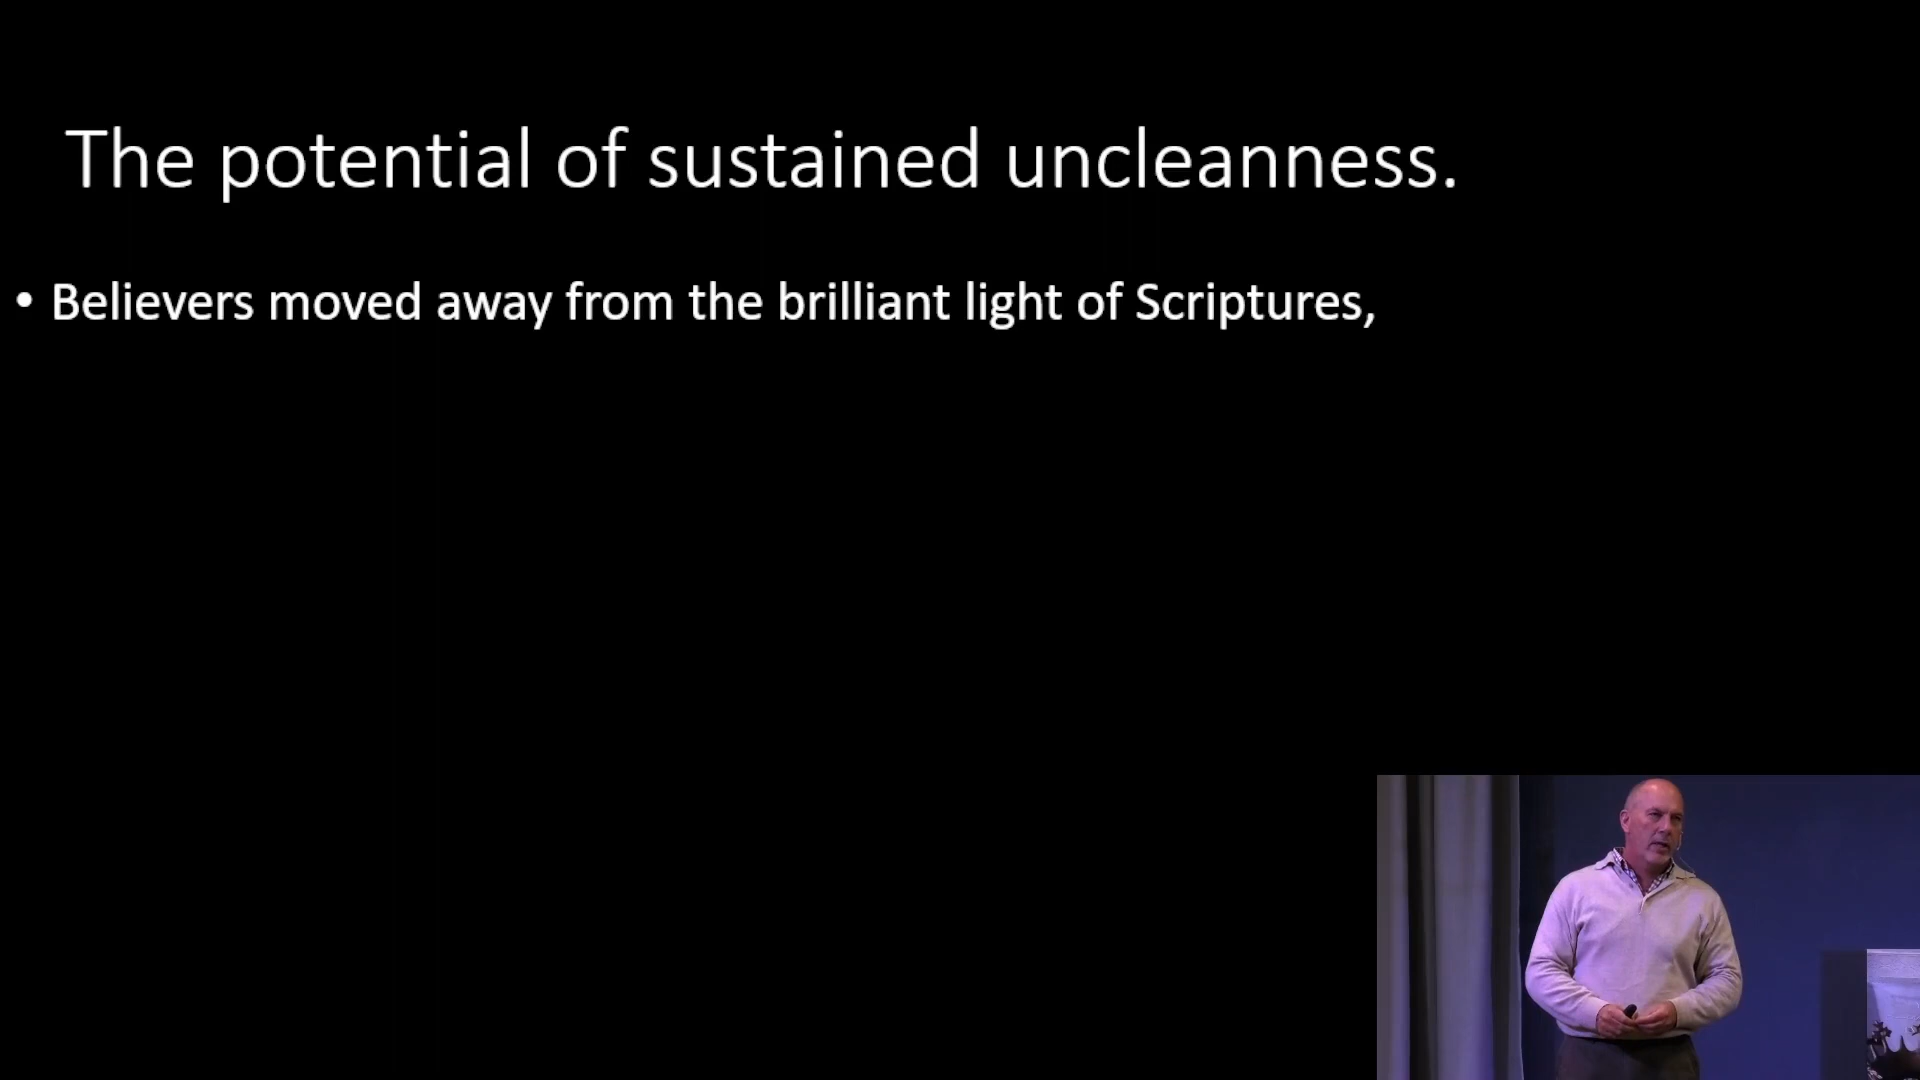 The potential of sustained uncleanness.
• Believers moved away from the brilliant light of Scriptures,